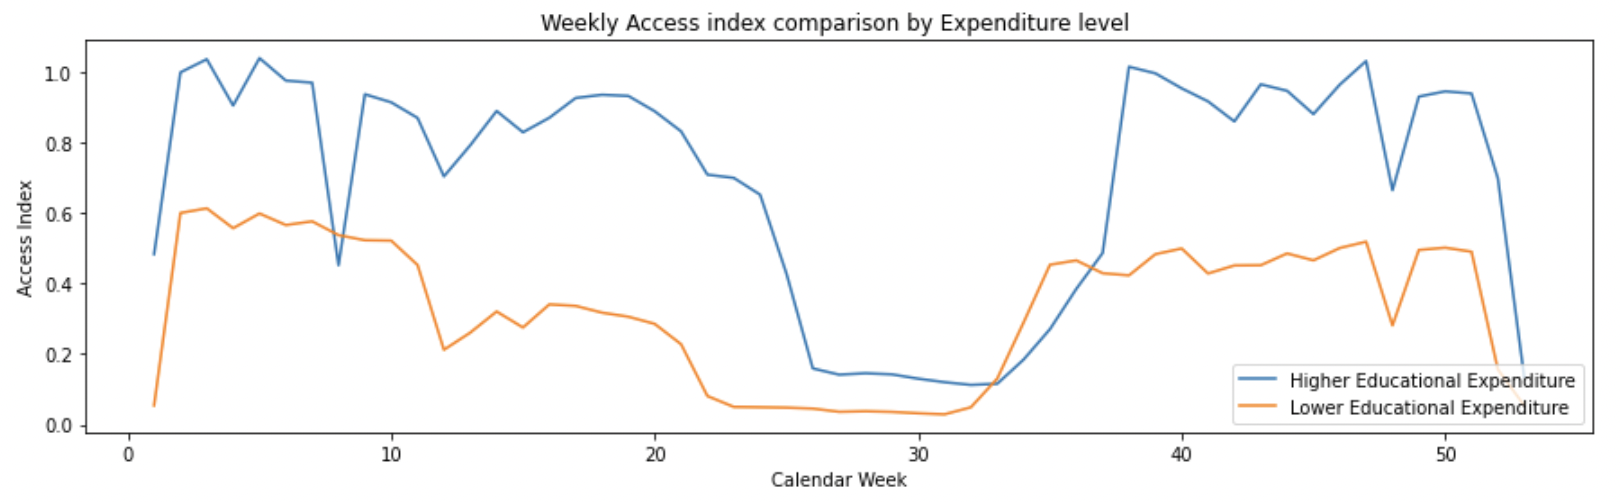 Weekly Access index comparison by Expenditure level
Access Index
1.0
0.8
0.6
0.4
0.2
0.0
0 10 20 30 40 50
Calendar Week
Higher Educational Expenditure
Lower Educational Expenditure